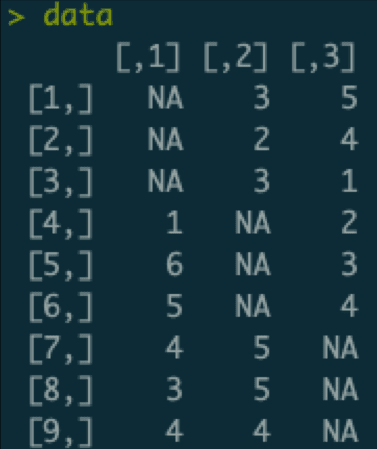 > data
[,1] [,2] [,3]
[1,] NA 3 5
[2,] NA 2 4
[3,] NA 3 1
[4,] 1 NA 2
[5,] 6 NA 3
[6,] 5 NA 4
[7,] 4 5 NA
[8,] 3 5 NA
[9,] 4 4 NA